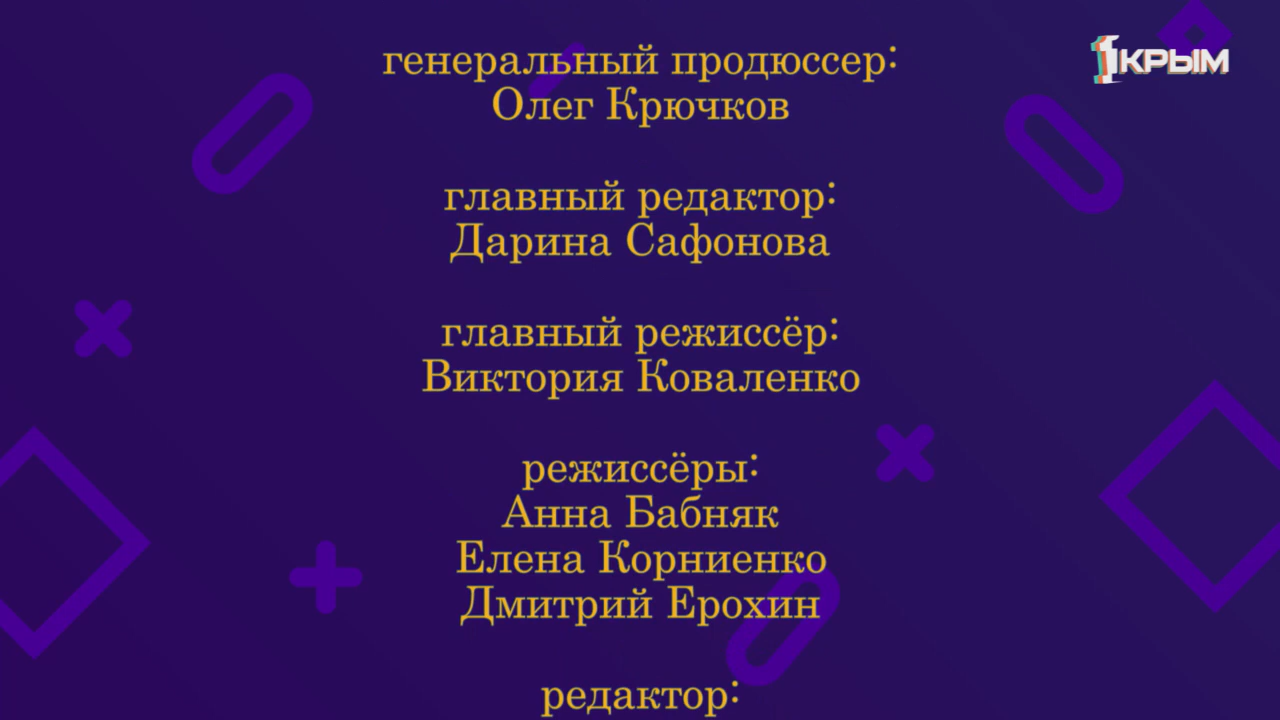 генеральный продюссер:
Олег Крючков
1КРЫМ
главный редактор:
Дарина Сафонова
главный режиссёр:
Виктория Коваленко
режиссёры:
Анна Бабняк
Елена Корниенко
Дмитрий Ерохин
редактор: